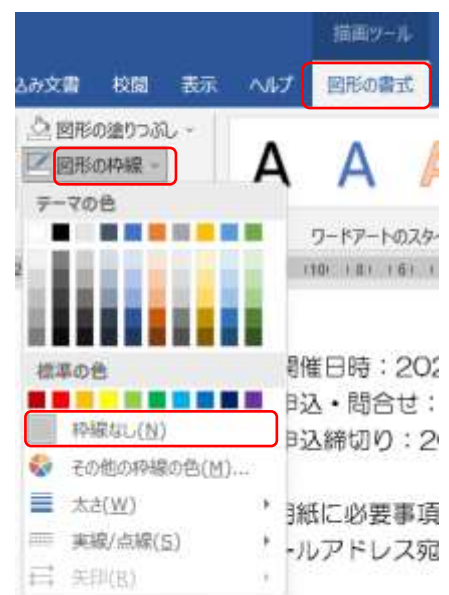 描画ツール
込み文書 校閲 表示 ヘルプ 図形の書式
図形の塗りつぶし
図形の枠線
A A A
テーマの色
ワードアートのスタ
標準の色
枠線なし(N)
その他の枠線の色(M)...
太さ(W)
実線/点線(S)
矢印(R)
開催日時:202
申込・問合せ:
申込締切り:20
用紙に必要事項
ールアドレス宛